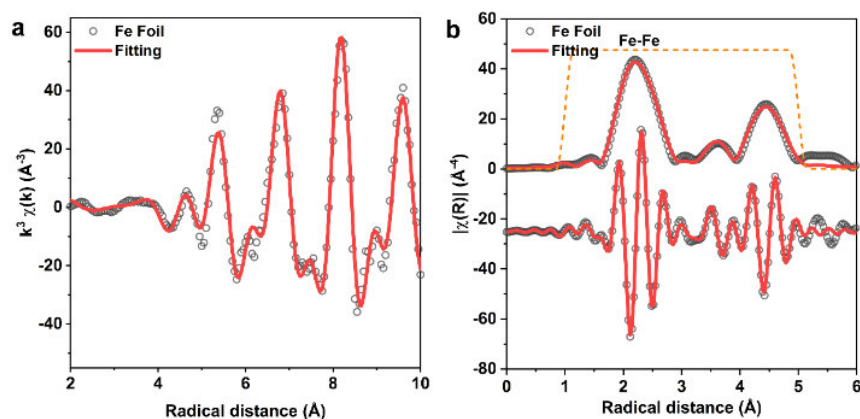 a
Fe Foil
Fitting
k³ χ(k) (Å⁻³)
60
40
20
0
-20
-40
2
4
6
8
10
Radical distance (Å)
b
Fe Foil
Fitting
Fe-Fe
|χ(R)| (Å⁻⁴)
60
40
20
0
-20
-40
-60
-80
0
1
2
3
4
5
6
Radical distance (Å)